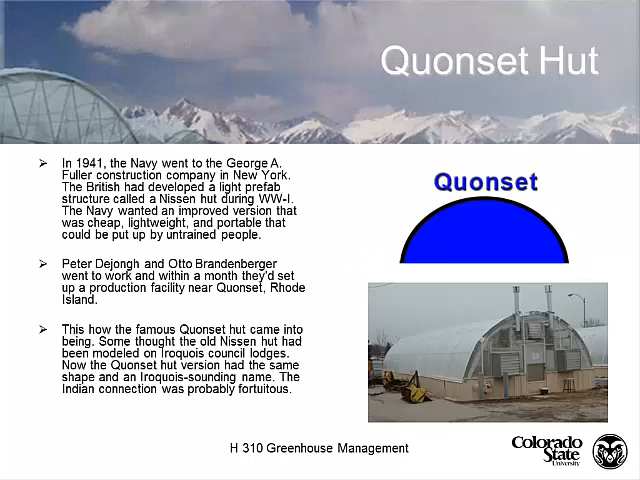 Quonset Hut
In 1941, the Navy went to the George A.
Fuller construction company in New York.
The British had developed a light prefab
structure called a Nissen hut during WW-I.
The Navy wanted an improved version that
was cheap, lightweight, and portable that
could be put up by untrained people.
Peter Dejongh and Otto Brandenberger
went to work and within a month they'd set
up a production facility near Quonset, Rhode
Island.
This how the famous Quonset hut came into
being. Some thought the old Nissen hut had
been modeled on Iroquois council lodges.
Now the Quonset hut version had the same
shape and an Iroquois-sounding name. The
Indian connection was probably fortuitous.
Quonset
H 310 Greenhouse Management
Colorado
State
University